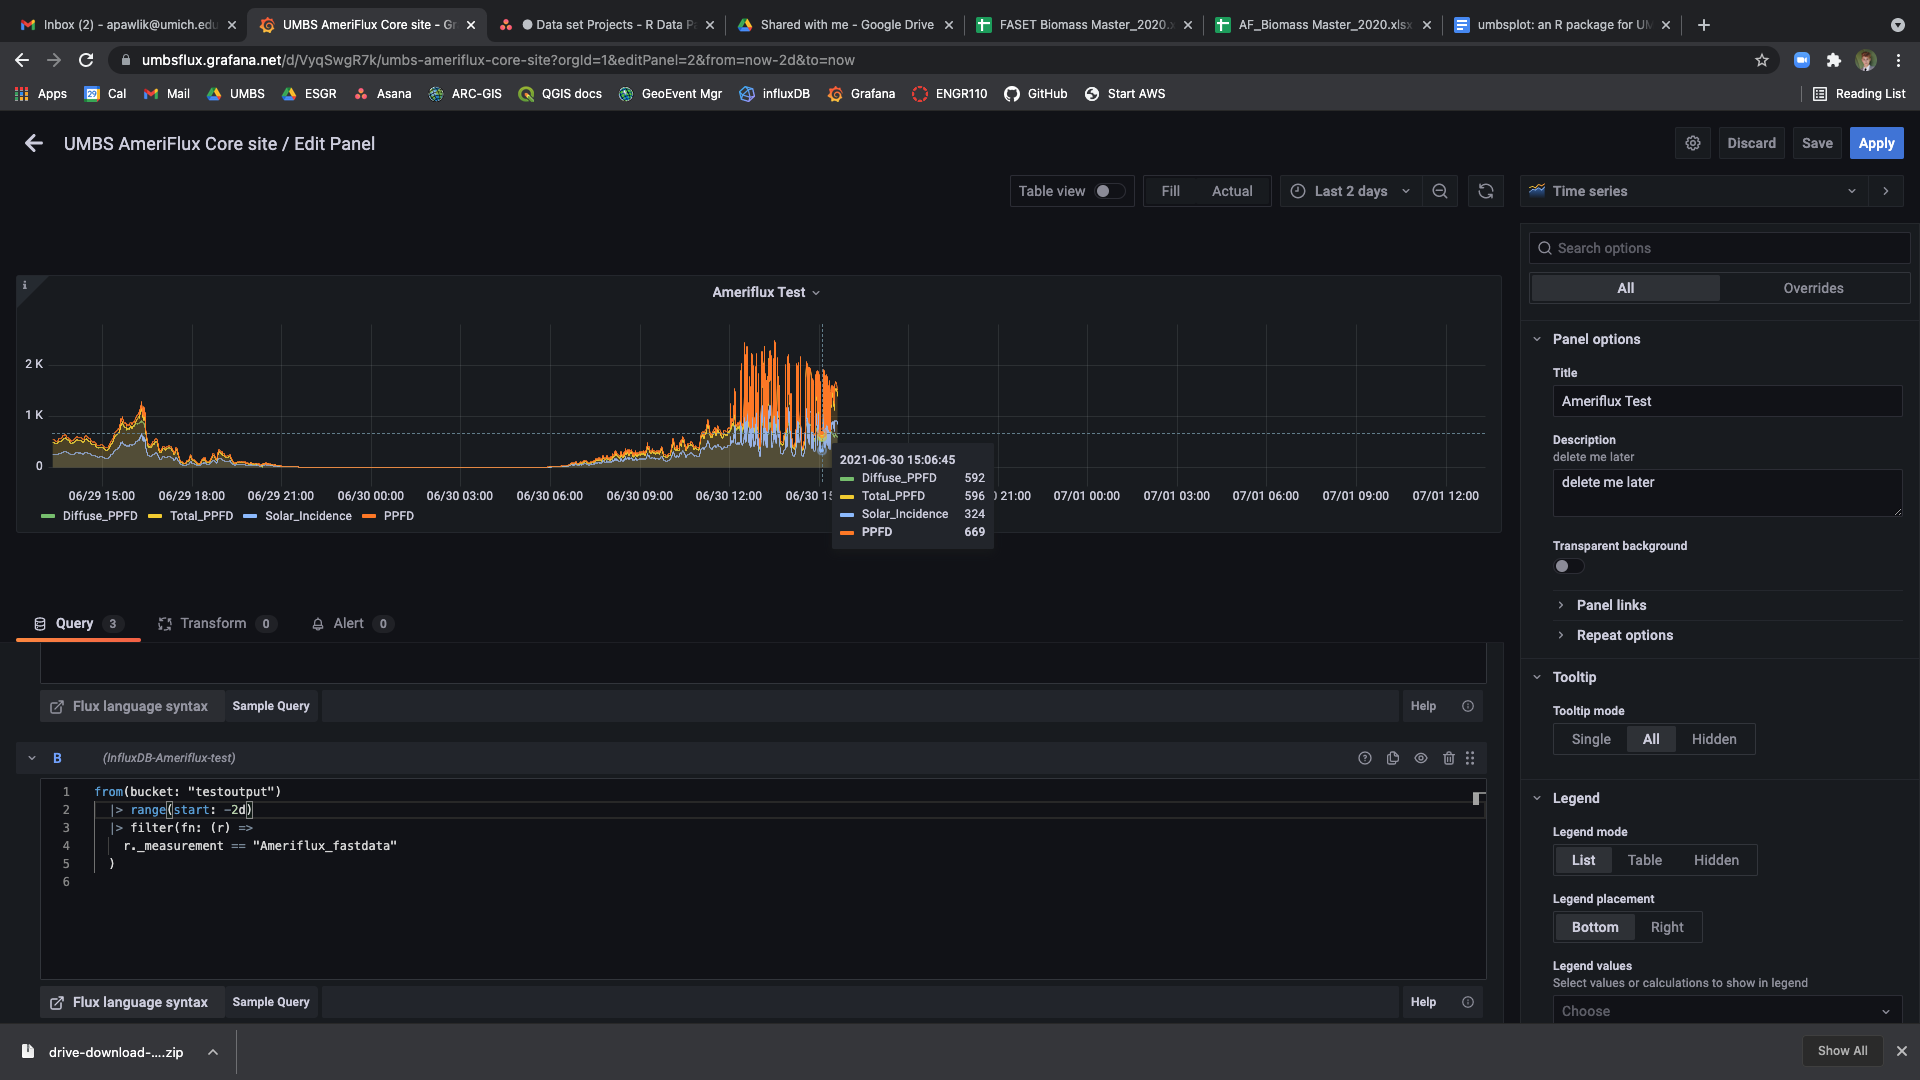 Inbox (2) - apawlik@umich.edu
UMBS AmeriFlux Core site - Gr
Data set Projects - R Data Pa
Shared with me - Google Drive
FASET Biomass Master_2020.x
AF_Biomass Master_2020.xlsx
umbsplot: an R package for UM
umbsflux.grafana.net/d/VyqSwgR7k/umbs-ameriflux-core-site?orgId=1&editPanel=2&from=now-2d&to=now
Apps 29 Cal Mail UMBS ESGR Asana ARC-GIS QGIS docs GeoEvent Mgr influxDB Grafana ENGR110 GitHub Start AWS Reading List
UMBS AmeriFlux Core site / Edit Panel
Discard Save Apply
Table view Fill Actual Last 2 days Time series
Search options
All Overrides
i
Ameriflux Test
2 K
1 K
0
06/29 15:00 06/29 18:00 06/29 21:00 06/30 00:00 06/30 03:00 06/30 06:00 06/30 09:00 06/30 12:00 06/30 15 21:00 07/01 00:00 07/01 03:00 07/01 06:00 07/01 09:00 07/01 12:00
Diffuse_PPFD Total_PPFD Solar_Incidence PPFD
2021-06-30 15:06:45
Diffuse_PPFD 592
Total_PPFD 596
Solar_Incidence 324
PPFD 669
Panel options
Title
Ameriflux Test
Description
delete me later
delete me later
Transparent background
Panel links
Repeat options
Tooltip
Tooltip mode
Single All Hidden
Legend
Legend mode
List Table Hidden
Legend placement
Bottom Right
Legend values
Select values or calculations to show in legend
Choose
Query 3 Transform 0 Alert 0
Flux language syntax Sample Query Help
B (InfluxDB-Ameriflux-test)
1 from(bucket: "testoutput")
2 |> range(start: -2d)
3 |> filter(fn: (r) =>
4 r._measurement == "Ameriflux_fastdata"
5 )
6
Flux language syntax Sample Query Help
drive-download-....zip
Show All